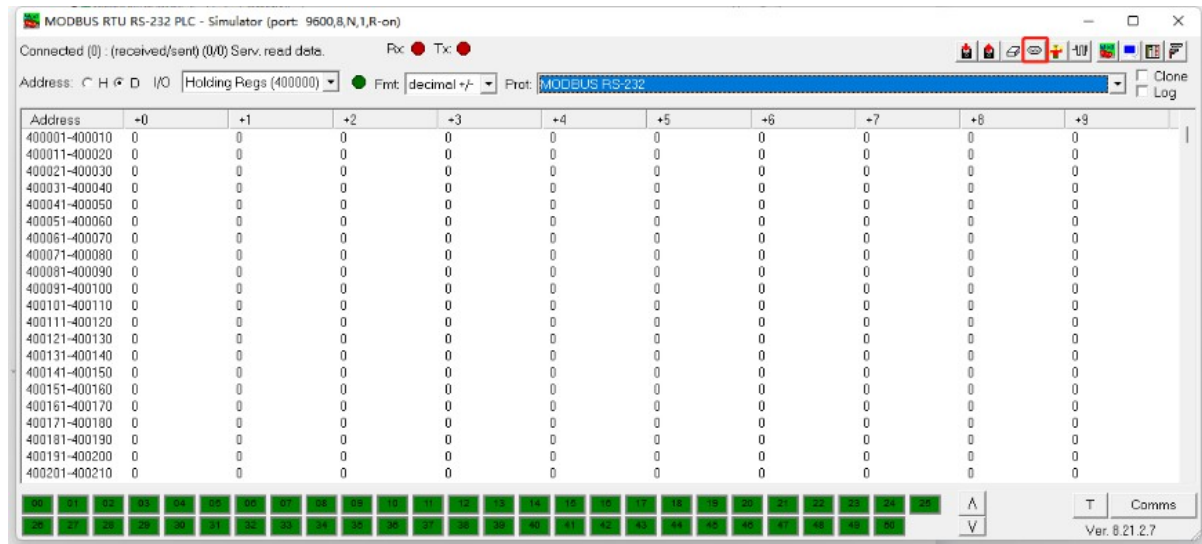 MODBUS RTU RS-232 PLC - Simulator (port: 9600,8,N,1,R-on)
Connected (0) : (received/sent) (0/0) Serv. read data. Rx: Tx:
Address: H D I/O Holding Regs (400000) Fmt: decimal +/- Prot: MODBUS RS-232 Clone
Log
Address +0 +1 +2 +3 +4 +5 +6 +7 +8 +9
400001-400010 0 0 0 0 0 0 0 0 0 0
400011-400020 0 0 0 0 0 0 0 0 0 0
400021-400030 0 0 0 0 0 0 0 0 0 0
400031-400040 0 0 0 0 0 0 0 0 0 0
400041-400050 0 0 0 0 0 0 0 0 0 0
400051-400060 0 0 0 0 0 0 0 0 0 0
400061-400070 0 0 0 0 0 0 0 0 0 0
400071-400080 0 0 0 0 0 0 0 0 0 0
400081-400090 0 0 0 0 0 0 0 0 0 0
400091-400100 0 0 0 0 0 0 0 0 0 0
400101-400110 0 0 0 0 0 0 0 0 0 0
400111-400120 0 0 0 0 0 0 0 0 0 0
400121-400130 0 0 0 0 0 0 0 0 0 0
400131-400140 0 0 0 0 0 0 0 0 0 0
400141-400150 0 0 0 0 0 0 0 0 0 0
400151-400160 0 0 0 0 0 0 0 0 0 0
400161-400170 0 0 0 0 0 0 0 0 0 0
400171-400180 0 0 0 0 0 0 0 0 0 0
400181-400190 0 0 0 0 0 0 0 0 0 0
400191-400200 0 0 0 0 0 0 0 0 0 0
400201-400210 0 0 0 0 0 0 0 0 0 0
00 01 02 03 04 05 06 07 08 09 10 11 12 13 14 15 16 17 18 19 20 21 22 23 24 25 T Comms
26 27 28 29 30 31 32 33 34 35 36 37 38 39 40 41 42 43 44 45 46 47 48 49 50 Ver. 8.21.2.7